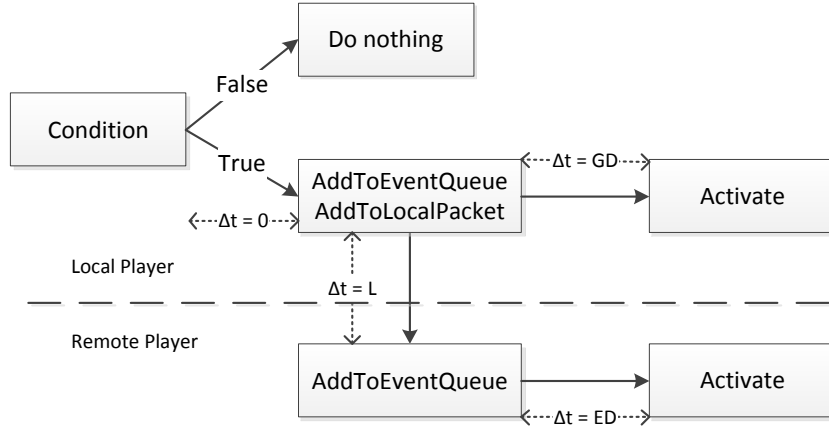 Do nothing
False
Condition
True
AddToEventQueue
AddToLocalPacket
Δt = GD
Activate
Δt = 0
Local Player
Δt = L
Remote Player
AddToEventQueue
Activate
Δt = ED